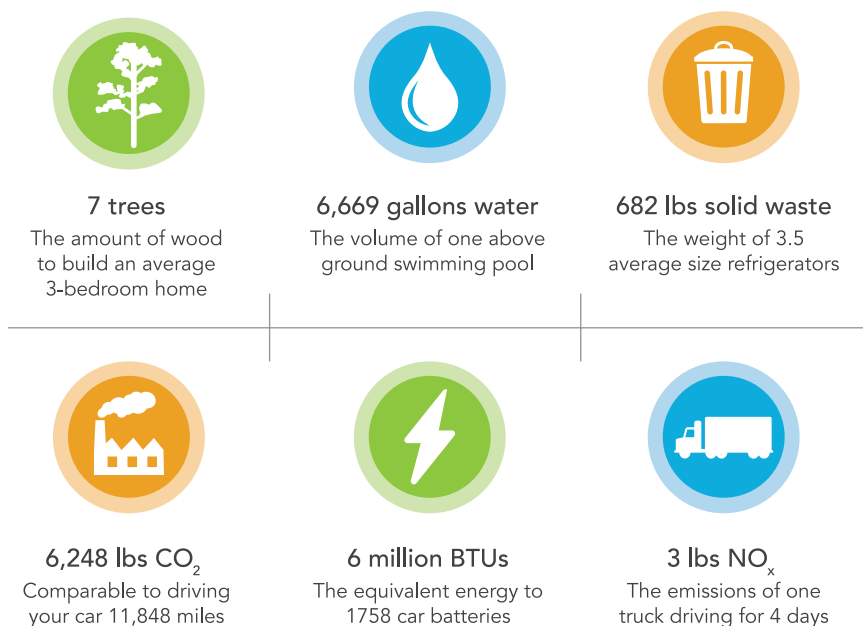 7 trees
The amount of wood
to build an average
3-bedroom home
6,669 gallons water
The volume of one above
ground swimming pool
682 lbs solid waste
The weight of 3.5
average size refrigerators
6,248 lbs CO₂
Comparable to driving
your car 11,848 miles
6 million BTUs
The equivalent energy to
1758 car batteries
3 lbs NOₓ
The emissions of one
truck driving for 4 days